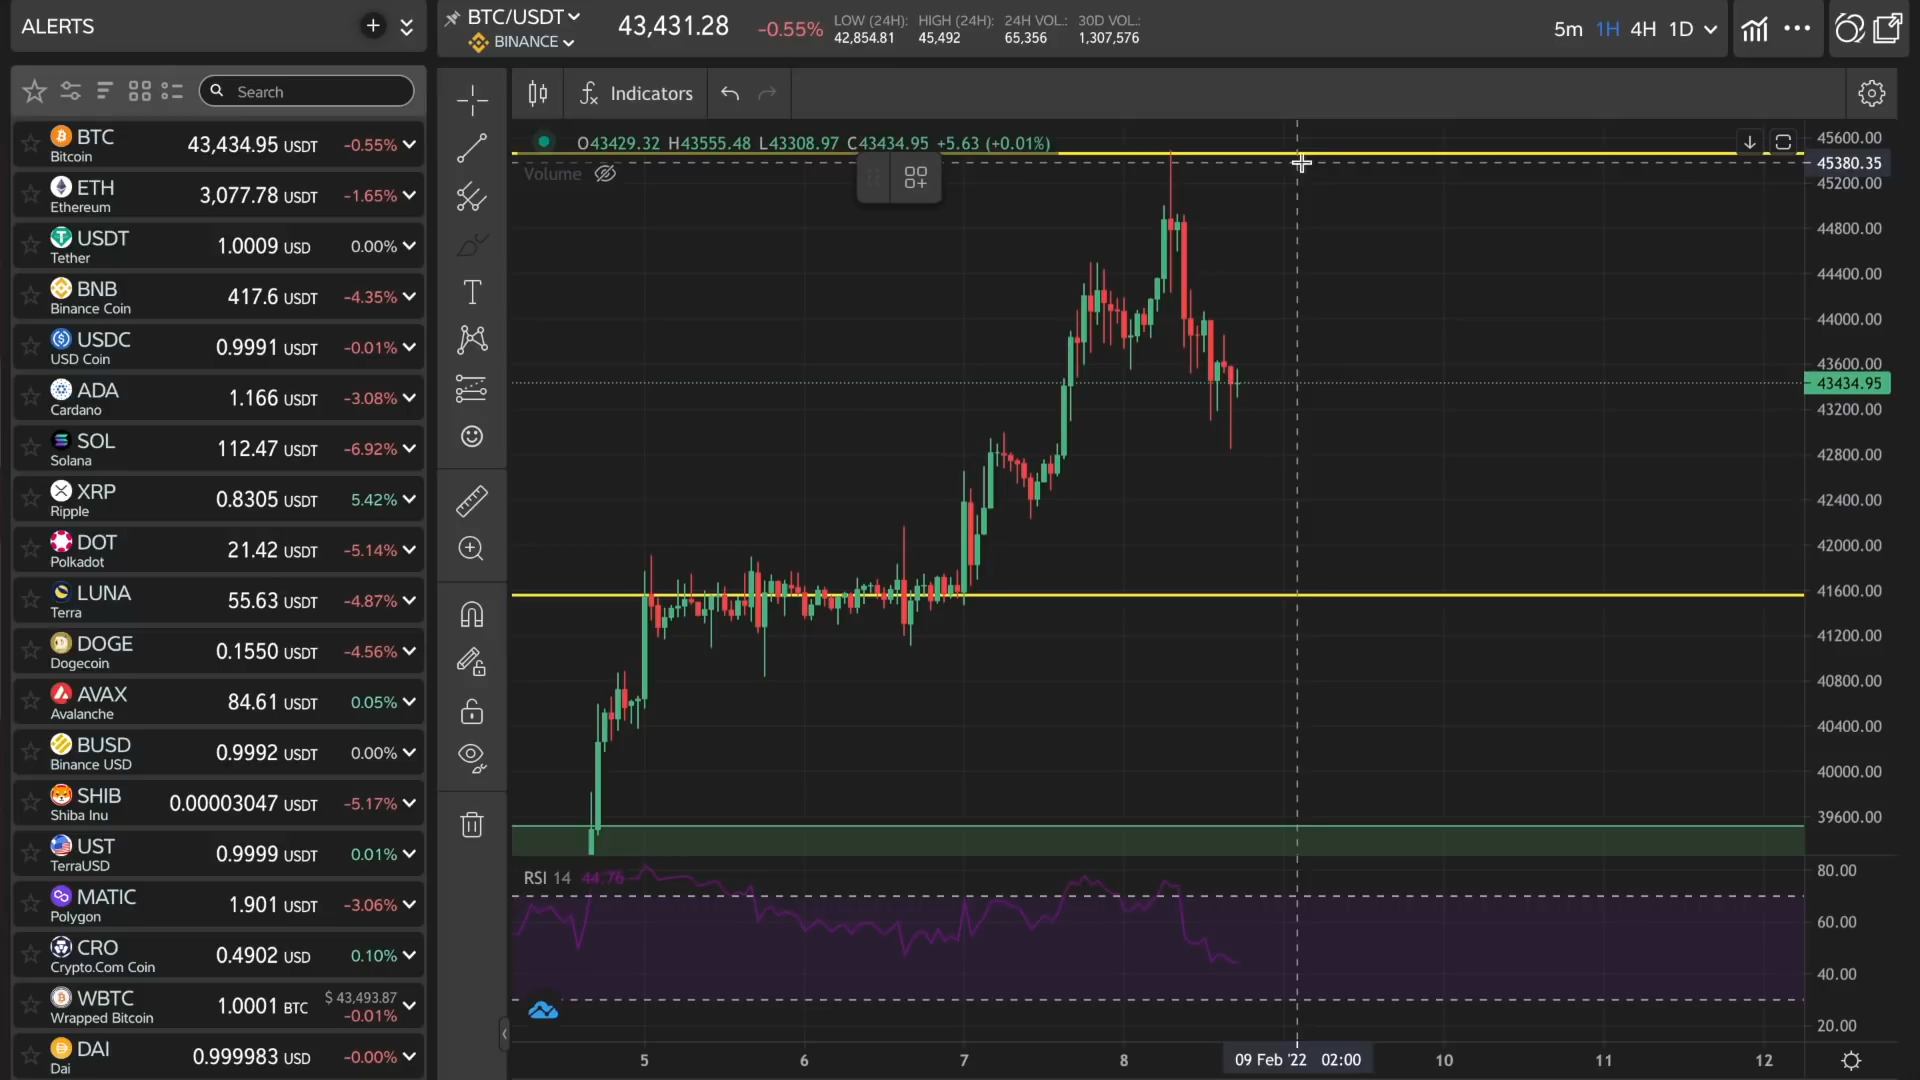 ALERTS
Search
BTC 43,434.95 USDT -0.55%
Bitcoin
ETH 3,077.78 USDT -1.65%
Ethereum
USDT 1.0009 USD 0.00%
Tether
BNB 417.6 USDT -4.35%
Binance Coin
USDC 0.9991 USDT -0.01%
USD Coin
ADA 1.166 USDT -3.08%
Cardano
SOL 112.47 USDT -6.92%
Solana
XRP 0.8305 USDT 5.42%
Ripple
DOT 21.42 USDT -5.14%
Polkadot
LUNA 55.63 USDT -4.87%
Terra
DOGE 0.1550 USDT -4.56%
Dogecoin
AVAX 84.61 USDT 0.05%
Avalanche
BUSD 0.9992 USDT 0.00%
Binance USD
SHIB 0.00003047 USDT -5.17%
Shiba Inu
UST 0.9999 USDT 0.01%
TerraUSD
MATIC 1.901 USDT -3.06%
Polygon
CRO 0.4902 USD 0.10%
Crypto.Com Coin
WBTC 1.0001 BTC $ 43,493.87
Wrapped Bitcoin -0.01%
DAI 0.999983 USD -0.00%
Dai
BTC/USDT 43,431.28 -0.55% LOW (24H): HIGH (24H): 24H VOL.: 30D VOL.:
BINANCE 42,854.81 45,492 65,356 1,307,576
5m 1H 4H 1D
Indicators
O43429.32 H43555.48 L43308.97 C43434.95 +5.63 (+0.01%)
Volume
45600.00
45380.35
45200.00
44800.00
44400.00
44000.00
43600.00
43434.95
43200.00
42800.00
42400.00
42000.00
41600.00
41200.00
40800.00
40400.00
40000.00
39600.00
RSI 14 44.76
80.00
60.00
40.00
20.00
5 6 7 8 09 Feb '22 02:00 10 11 12